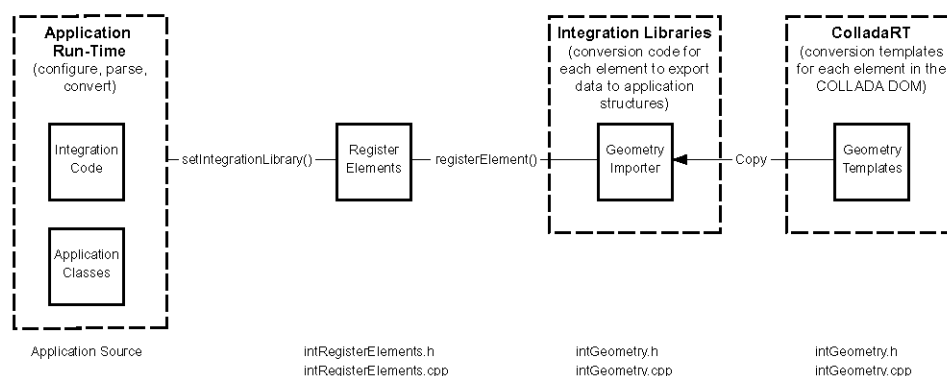 Application
Run-Time
(configure, parse,
convert)
Integration
Code
Application
Classes
setIntegrationLibrary()
Register
Elements
registerElement()
Integration Libraries
(conversion code for
each element to export
data to application
structures)
Geometry
Importer
Copy
ColladaRT
(conversion templates
for each element in the
COLLADA DOM)
Geometry
Templates
Application Source
intRegisterElements.h
intRegisterElements.cpp
intGeometry.h
intGeometry.cpp
intGeometry.h
intGeometry.cpp